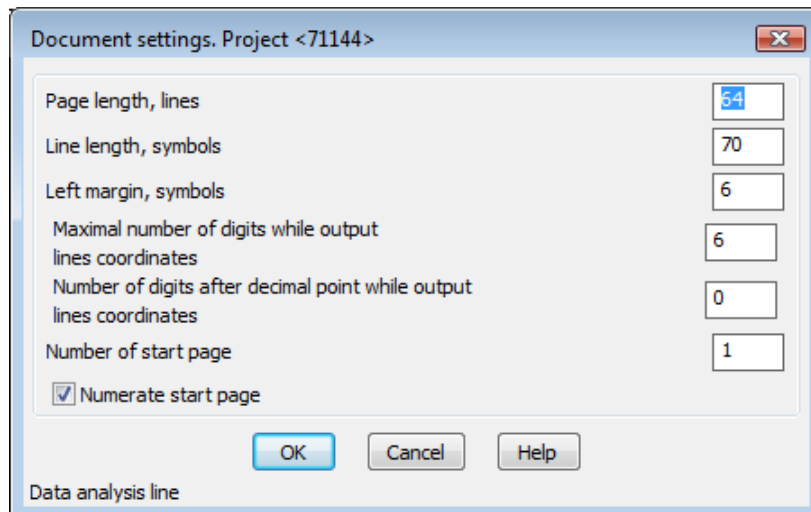 Document settings. Project <71144>
Page length, lines 64
Line length, symbols 70
Left margin, symbols 6
Maximal number of digits while output
lines coordinates 6
Number of digits after decimal point while output
lines coordinates 0
Number of start page 1
Numerate start page
OK Cancel Help
Data analysis line